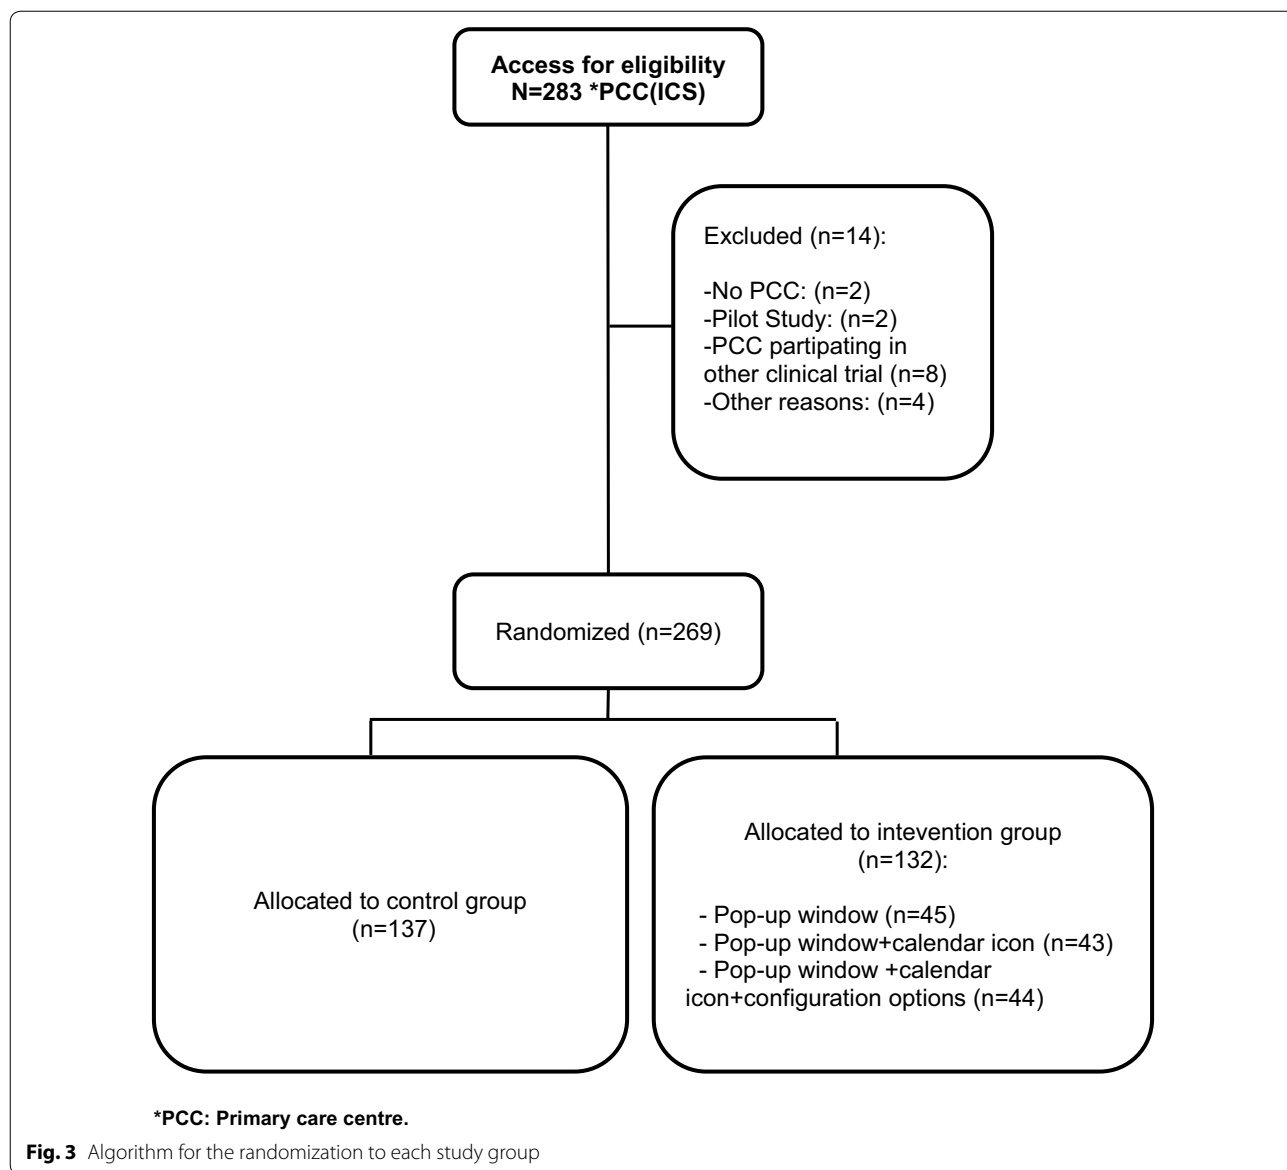 Access for eligibility
N=283 *PCC(ICS)
Excluded (n=14):
-No PCC: (n=2)
-Pilot Study: (n=2)
-PCC partipating in
other clinical trial (n=8)
-Other reasons: (n=4)
Randomized (n=269)
Allocated to control group
(n=137)
Allocated to intevention group
(n=132):
- Pop-up window (n=45)
- Pop-up window+calendar icon (n=43)
- Pop-up window +calendar
icon+configuration options (n=44)
*PCC: Primary care centre.
Fig. 3 Algorithm for the randomization to each study group